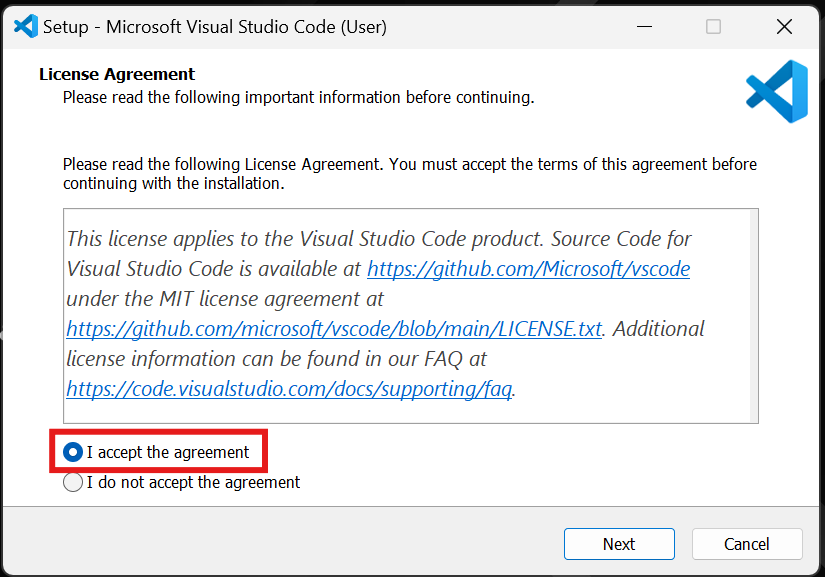 Setup - Microsoft Visual Studio Code (User)
License Agreement
Please read the following important information before continuing.
Please read the following License Agreement. You must accept the terms of this agreement before
continuing with the installation.
This license applies to the Visual Studio Code product. Source Code for
Visual Studio Code is available at https://github.com/Microsoft/vscode
under the MIT license agreement at
https://github.com/microsoft/vscode/blob/main/LICENSE.txt. Additional
license information can be found in our FAQ at
https://code.visualstudio.com/docs/supporting/faq.
I accept the agreement
I do not accept the agreement
Next
Cancel